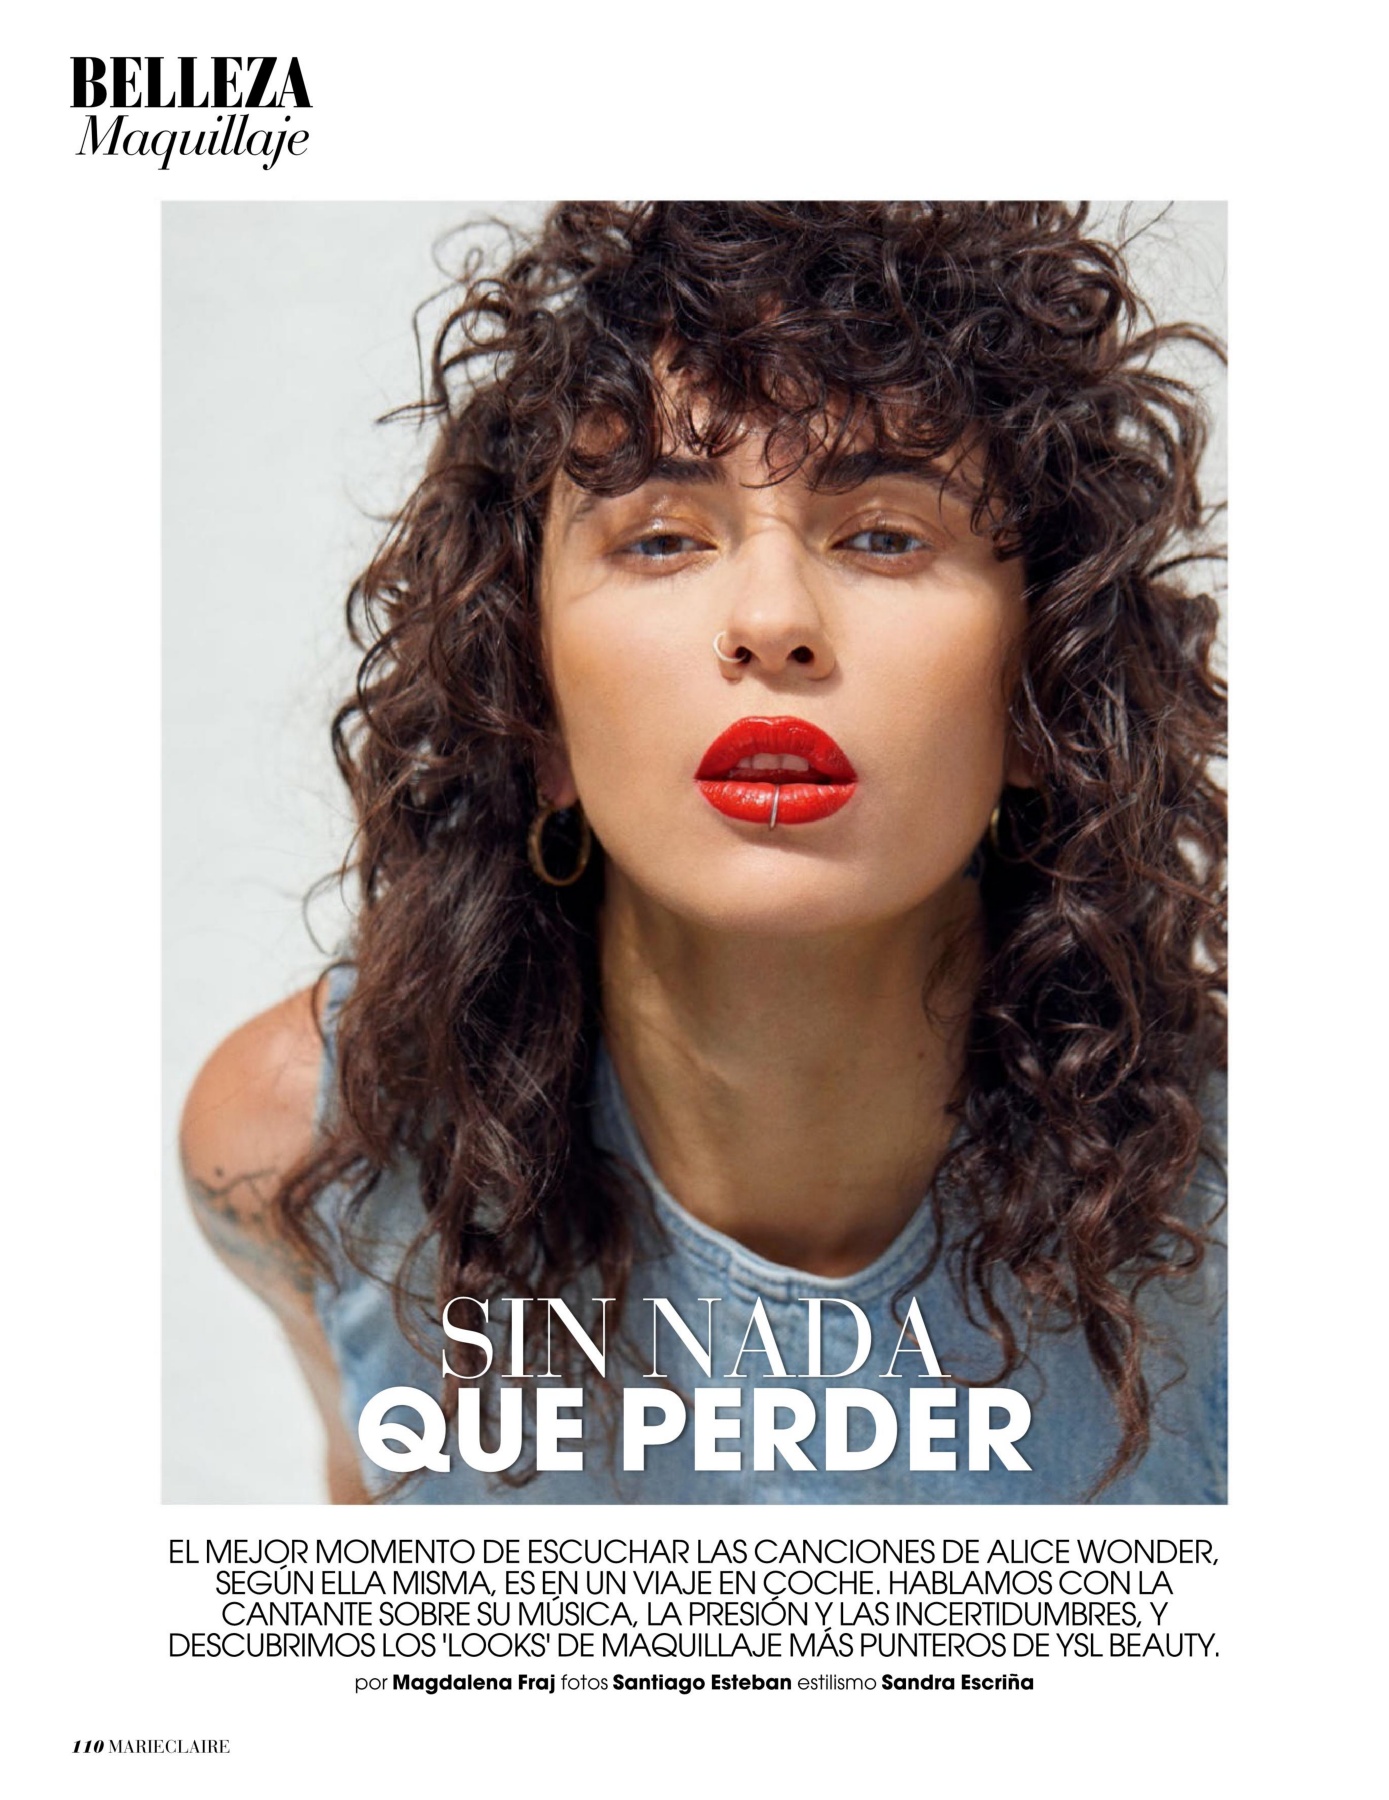 BELLEZA
Maquillaje
SIN NADA
QUE PERDER
EL MEJOR MOMENTO DE ESCUCHAR LAS CANCIONES DE ALICE WONDER,
SEGÚN ELLA MISMA, ES EN UN VIAJE EN COCHE. HABLAMOS CON LA
CANTANTE SOBRE SU MÚSICA, LA PRESIÓN Y LAS INCERTIDUMBRES, Y
DESCUBRIMOS LOS 'LOOKS' DE MAQUILLAJE MÁS PUNTEROS DE YSL BEAUTY.
por Magdalena Fraj fotos Santiago Esteban estilismo Sandra Escriña
110 MARIECLAIRE